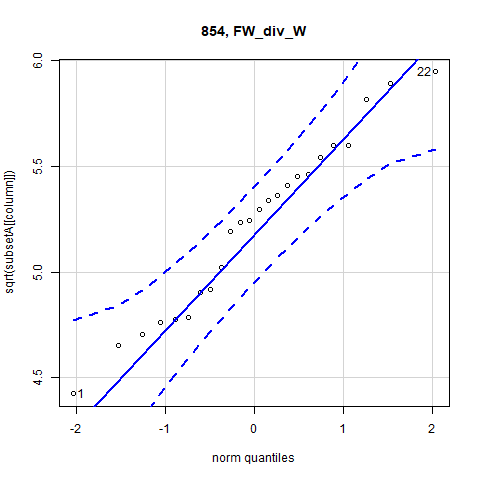 854, FW_div_W
6.0
5.5
5.0
4.5
sqrt(subsetA[[column]])
22
1
-2 -1 0 1 2
norm quantiles